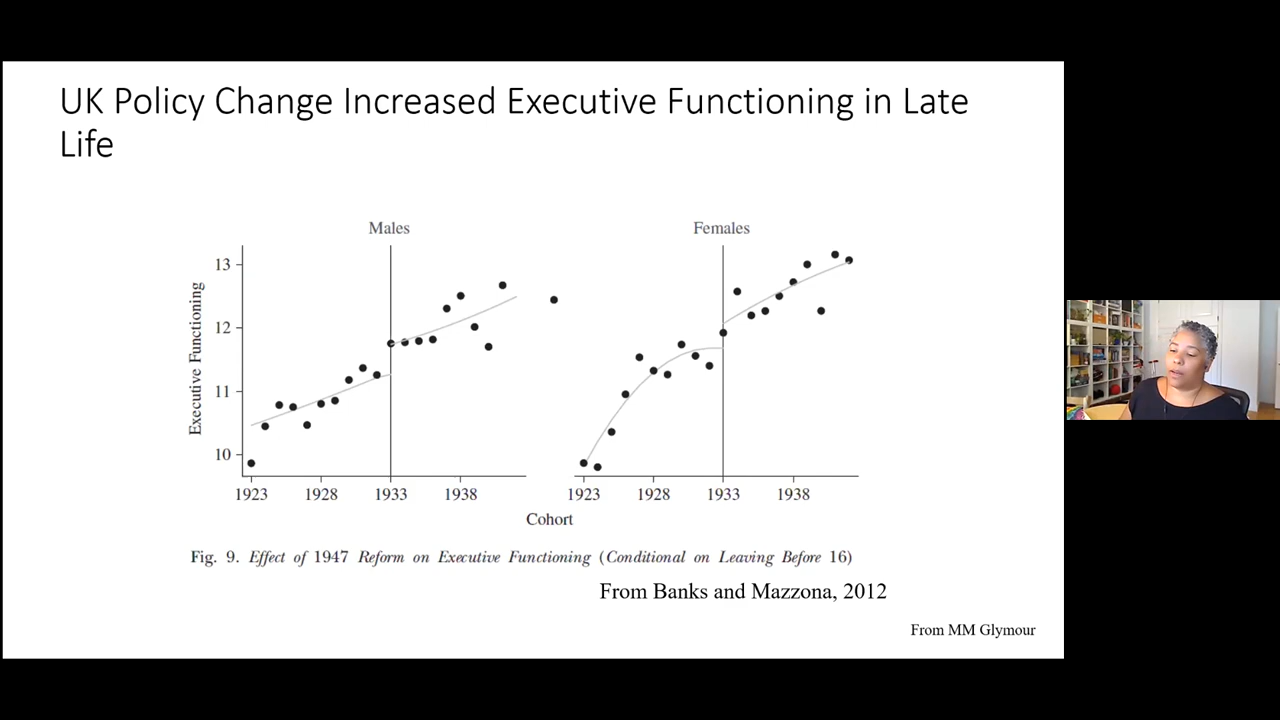 UK Policy Change Increased Executive Functioning in Late
Life
Males
Females
Executive Functioning
13
12
11
10
1923 1928 1933 1938
1923 1928 1933 1938
Cohort
Fig. 9. Effect of 1947 Reform on Executive Functioning (Conditional on Leaving Before 16)
From Banks and Mazzona, 2012
From MM Glymour